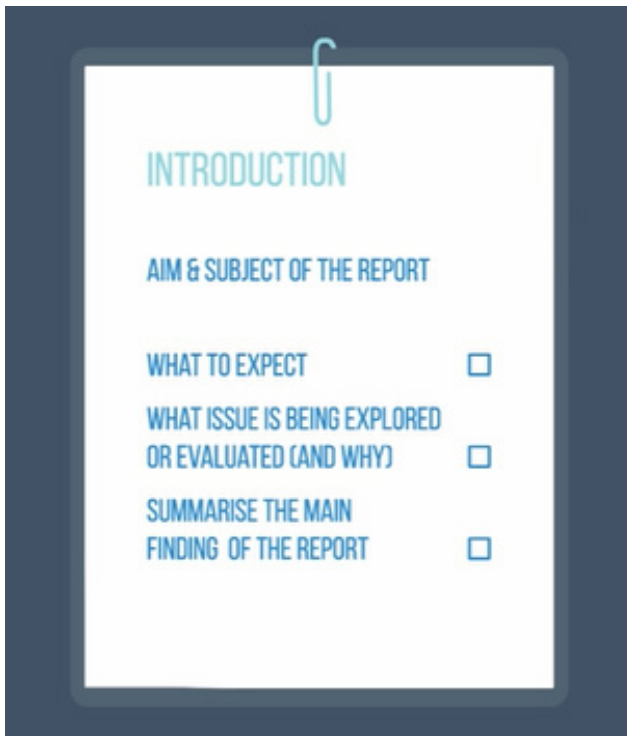 INTRODUCTION
AIM & SUBJECT OF THE REPORT
WHAT TO EXPECT
WHAT ISSUE IS BEING EXPLORED
OR EVALUATED (AND WHY)
SUMMARISE THE MAIN
FINDING OF THE REPORT